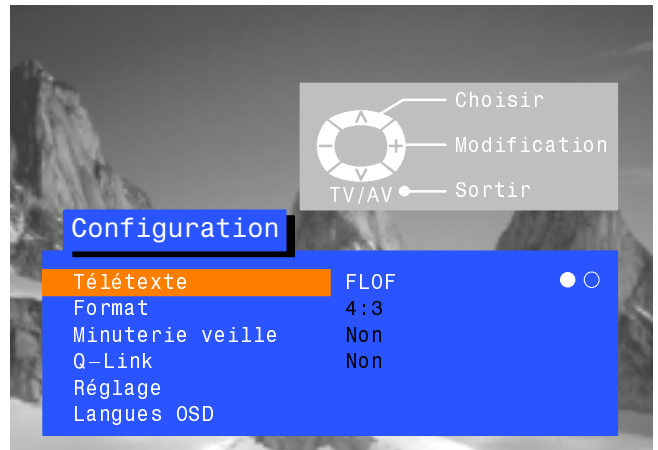 Choisir
Modification
TV/AV Sortir
Configuration
Télétexte FLOF
Format 4:3
Minuterie veille Non
Q–Link Non
Réglage
Langues OSD